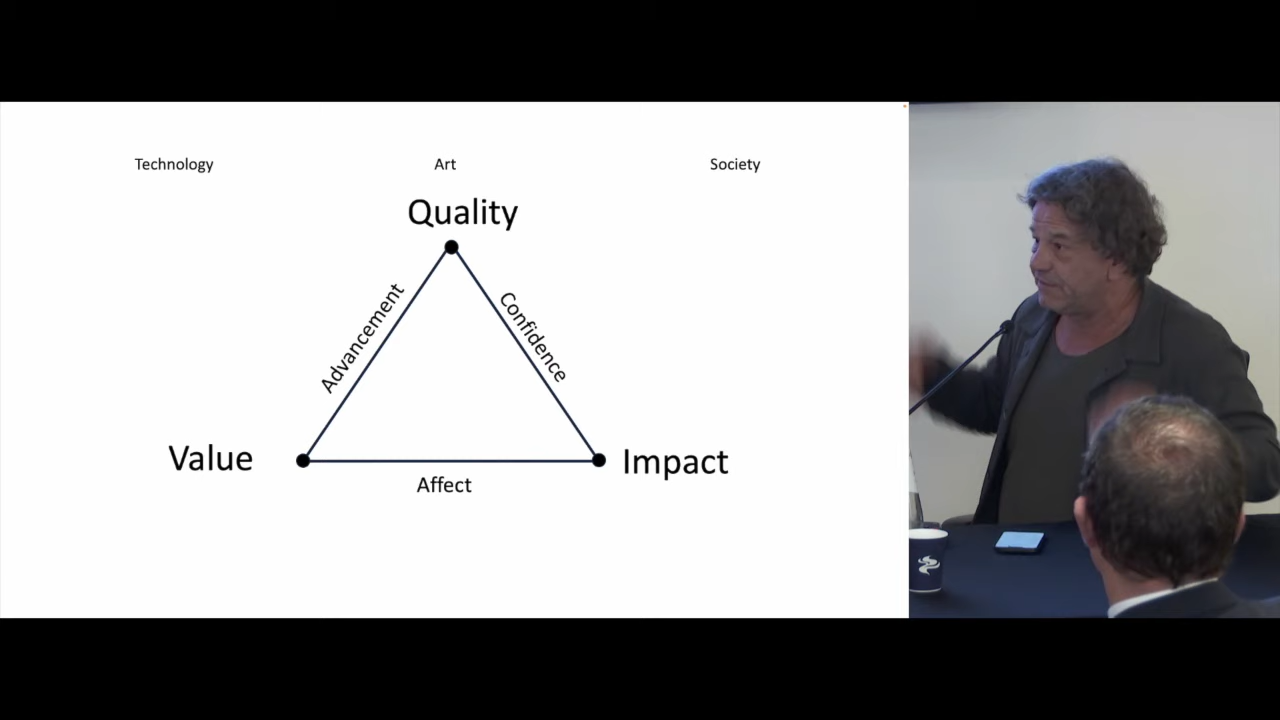 Technology
Art
Society
Quality
Advancement
Confidence
Value
Impact
Affect